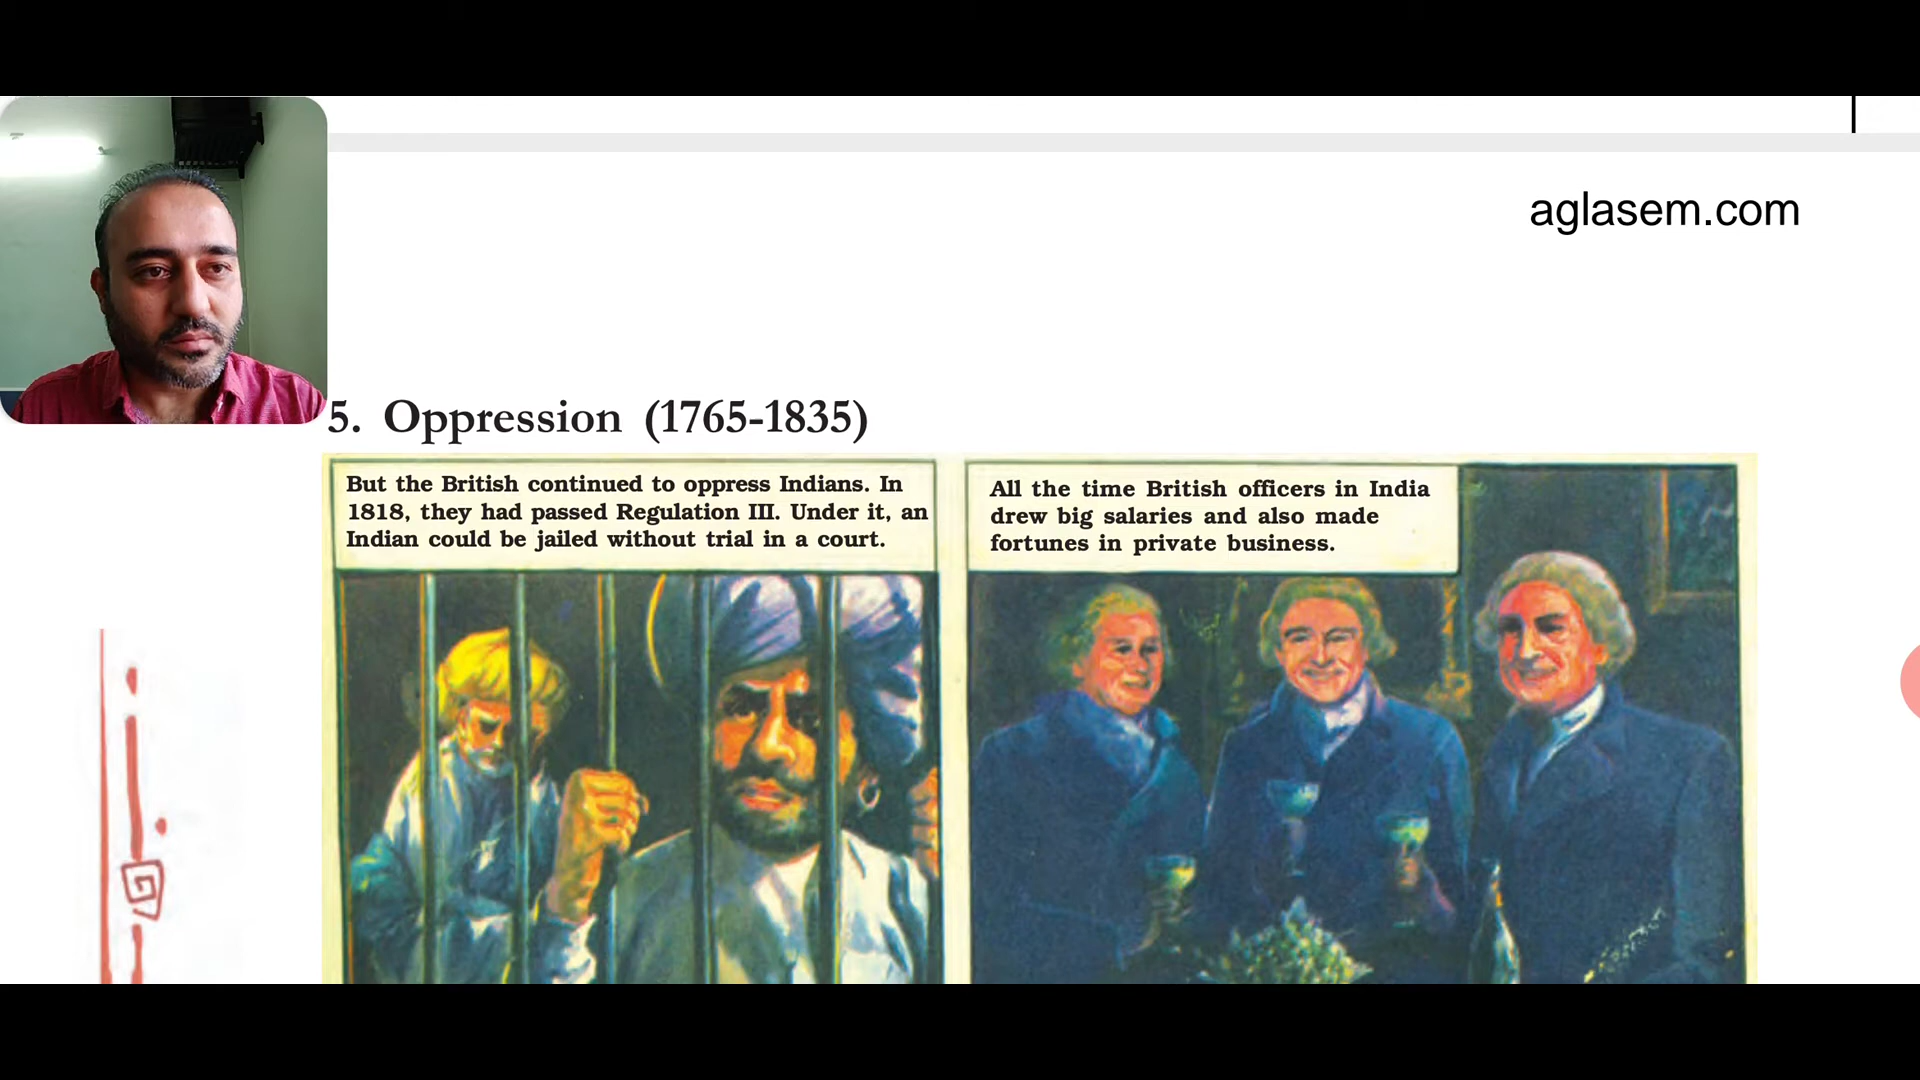 aglasem.com
5. Oppression (1765-1835)
But the British continued to oppress Indians. In
1818, they had passed Regulation III. Under it, an
Indian could be jailed without trial in a court.
All the time British officers in India
drew big salaries and also made
fortunes in private business.